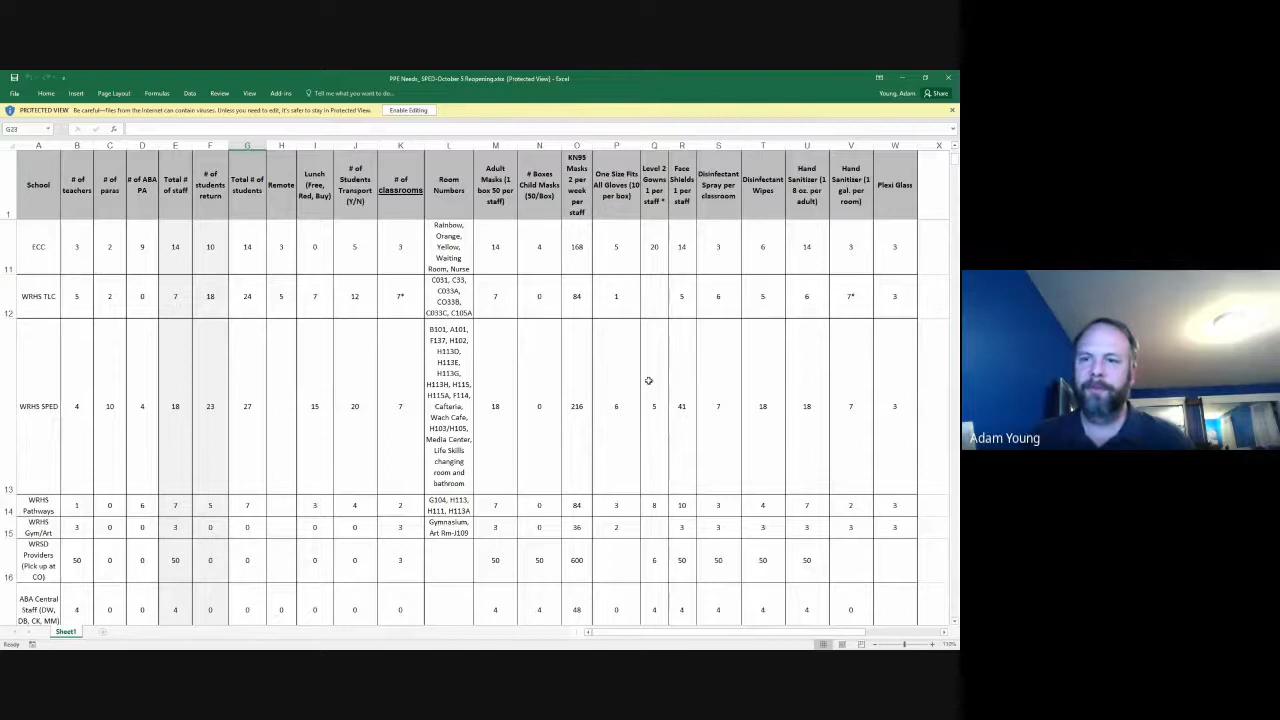 PPE Needs_ SPED-October 5 Reopening.xlsx [Protected View] - Excel
File Home Insert Page Layout Formulas Data Review View Add-ins Tell me what you want to do... Young, Adam Share
PROTECTED VIEW Be careful—files from the Internet can contain viruses. Unless you need to edit, it's safer to stay in Protected View. Enable Editing
G23
A B C D E F G H I J K L M N O P Q R S T U V W X
1 School # of teachers # of paras # of ABA PA Total # of staff # of students return Total # of students Remote Lunch (Free, Red, Buy) # of Students Transport (Y/N) # of classrooms Room Numbers Adult Masks (1 box 50 per staff) # Boxes Child Masks (50/Box) KN95 Masks 2 per week per staff One Size Fits All Gloves (10 per box) Level 2 Gowns 1 per staff * Face Shields 1 per staff Disinfectant Spray per classroom Disinfectant Wipes Hand Sanitizer (1 8 oz. per adult) Hand Sanitizer (1 gal. per room) Plexi Glass
11 ECC 3 2 9 14 10 14 3 0 5 3 Rainbow, Orange, Yellow, Waiting Room, Nurse 14 4 168 5 20 14 3 6 14 3 3
12 WRHS TLC 5 2 0 7 18 24 5 7 12 7* C031, C33, C033A, CO33B, C033C, C105A 7 0 84 1 5 6 5 6 7* 3
13 WRHS SPED 4 10 4 18 23 27 15 20 7 B101, A101, F137, H102, H113D, H113E, H113G, H113H, H115, H115A, F114, Cafteria, Wach Cafe, H103/H105, Media Center, Life Skills changing room and bathroom 18 0 216 6 5 41 7 18 18 7 3
14 WRHS Pathways 1 0 6 7 5 7 3 4 2 G104, H113, H111, H113A 7 0 84 3 8 10 3 4 7 2 3
15 WRHS Gym/Art 3 0 0 3 0 0 0 0 3 Gymnasium, Art Rm-J109 3 0 36 2 3 3 3 3 3 3
16 WRSD Providers (Pick up at CO) 50 0 0 50 0 0 0 0 3 50 50 600 6 50 50 50 50
ABA Central Staff (DW, DB, CK, MM) 4 0 0 4 0 0 0 0 0 0 4 4 48 0 4 4 4 4 4 0
Sheet1
Ready 110%
Adam Young